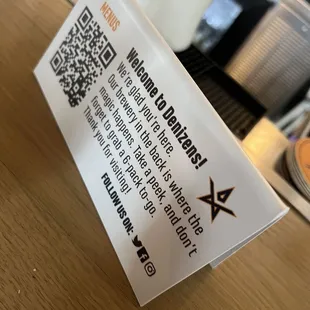 MENUS
Welcome to Denizens!
We're glad you're here.
Our brewery in the back is where the
magic happens. Take a peek, and don't
forget to grab a 6-pack to-go.
Thank you for visiting!
FOLLOW US ON: